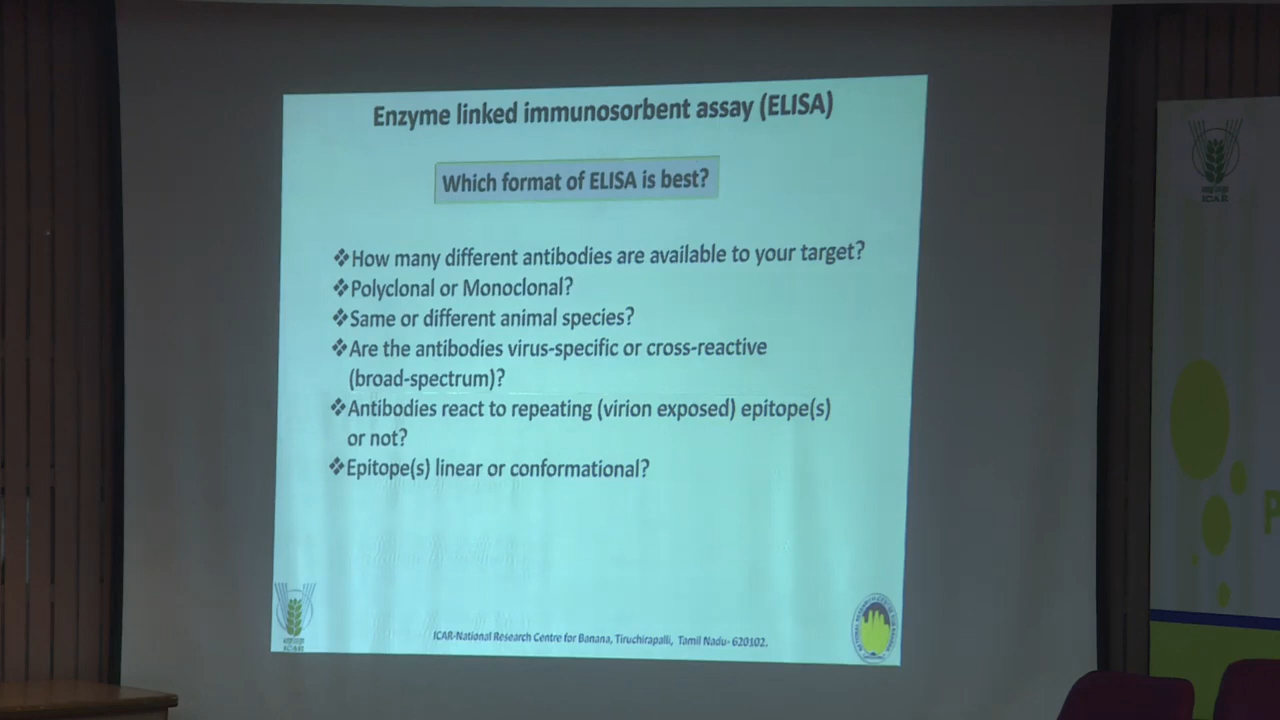 Enzyme linked immunosorbent assay (ELISA)
Which format of ELISA is best?
❖How many different antibodies are available to your target?
❖Polyclonal or Monoclonal?
❖Same or different animal species?
❖Are the antibodies virus-specific or cross-reactive
(broad-spectrum)?
❖Antibodies react to repeating (virion exposed) epitope(s)
or not?
❖Epitope(s) linear or conformational?
ICAR-National Research Centre for Banana, Tiruchirapalli, Tamil Nadu- 620102.
ICAR
ICAR
P